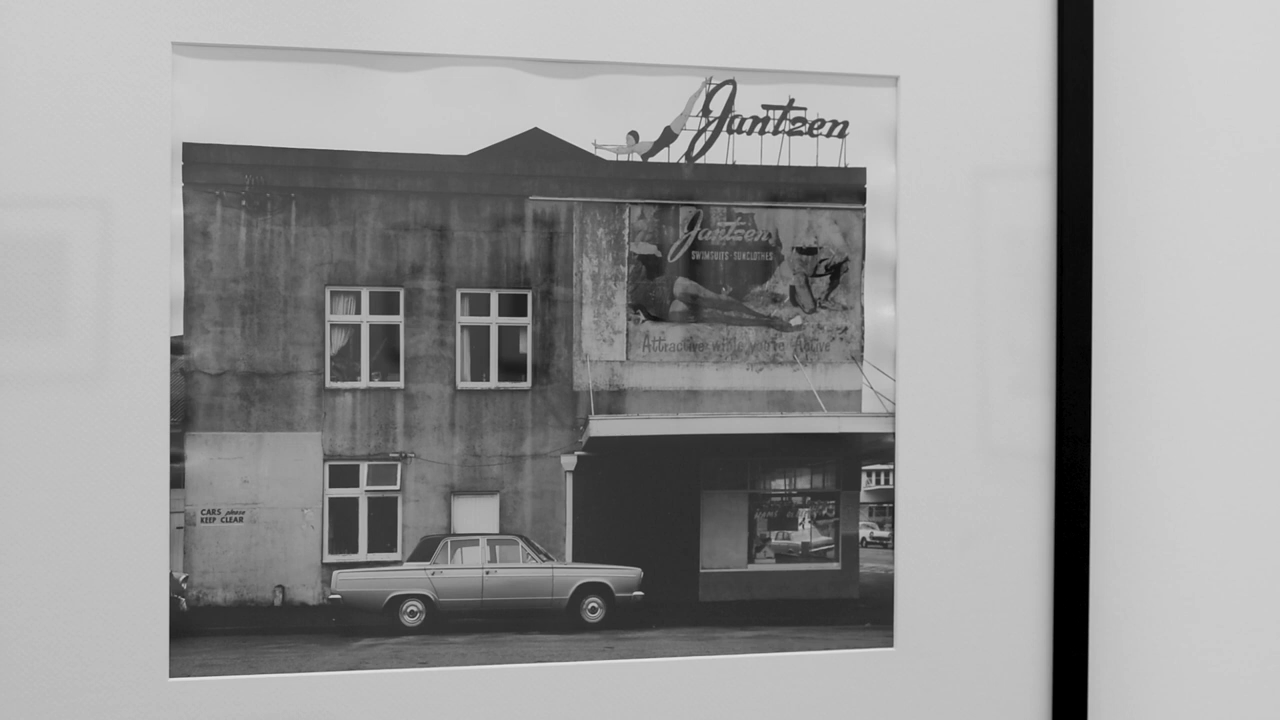 Jantzen
Jantzen
SWIMSUITS - SUNCLOTHES
Attractive while you're Active
CARS please
KEEP CLEAR